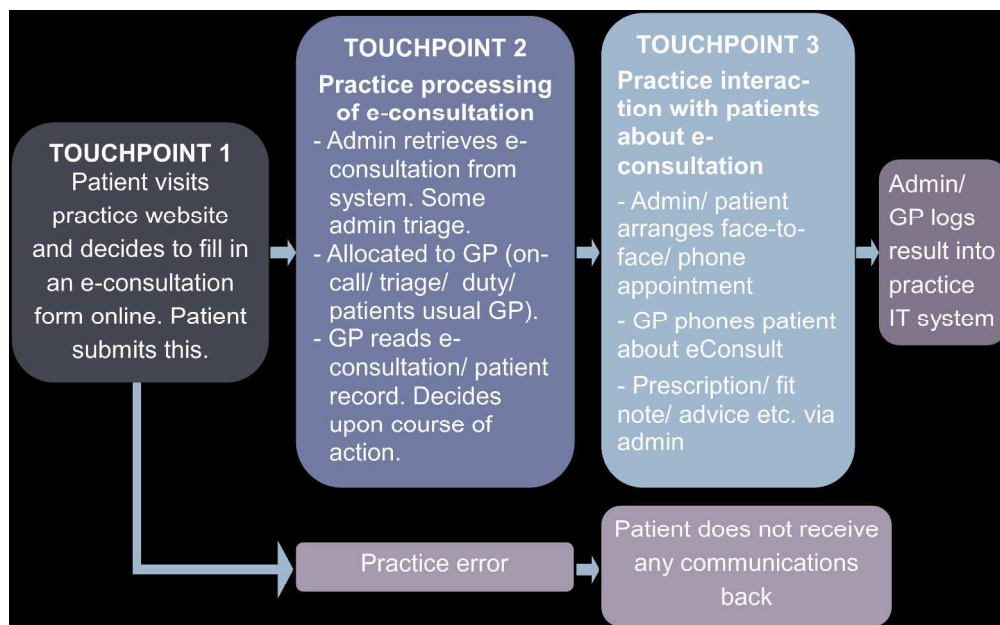 TOUCHPOINT 1
Patient visits
practice website
and decides to fill in
an e-consultation
form online. Patient
submits this.
TOUCHPOINT 2
Practice processing
of e-consultation
- Admin retrieves e-
consultation from
system. Some
admin triage.
- Allocated to GP (on-
call/ triage/ duty/
patients usual GP).
- GP reads e-
consultation/ patient
record. Decides
upon course of
action.
TOUCHPOINT 3
Practice interac-
tion with patients
about e-
consultation
- Admin/ patient
arranges face-to-
face/ phone
appointment
- GP phones patient
about eConsult
- Prescription/ fit
note/ advice etc. via
admin
Admin/
GP logs
result into
practice
IT system
Practice error
Patient does not receive
any communications
back